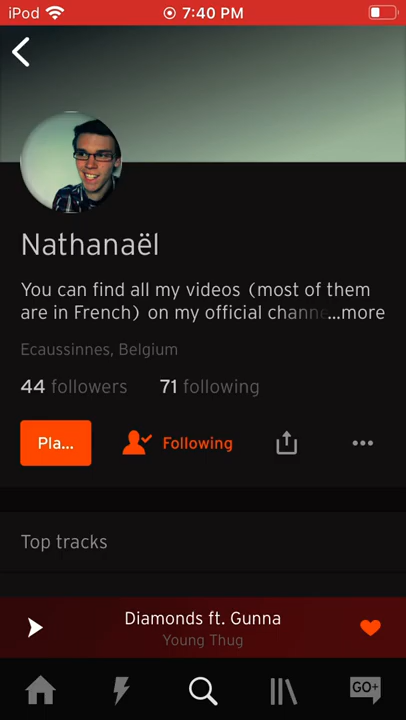 iPod 7:40 PM
Nathanaël
You can find all my videos (most of them
are in French) on my official channe...more
Ecaussinnes, Belgium
44 followers 71 following
Pla... Following
Top tracks
Diamonds ft. Gunna
Young Thug
GO+